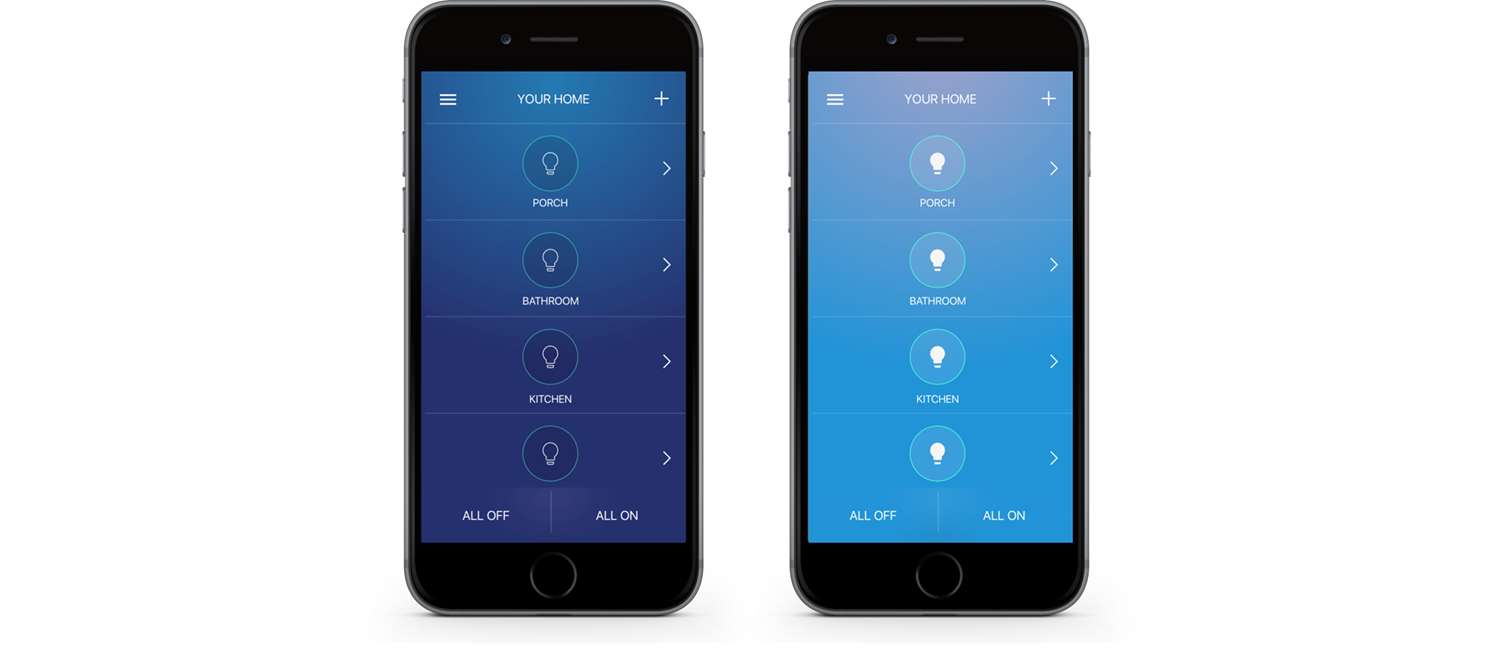 YOUR HOME
PORCH
BATHROOM
KITCHEN
ALL OFF
ALL ON
YOUR HOME
PORCH
BATHROOM
KITCHEN
ALL OFF
ALL ON